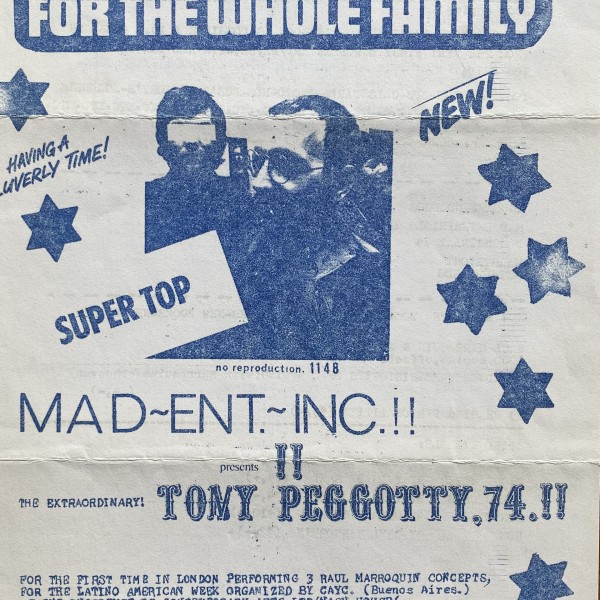 FOR THE WHOLE FAMILY
NEW!
HAVING A
LUVERLY TIME!
SUPER TOP
no reproduction. 1148
MAD~ENT.~INC.!!
presents !!
THE EXTRAORDINARY! TONY PEGGOTTY.74.!!
FOR THE FIRST TIME IN LONDON PERFORMING 3 RAUL MARROQUIN CONCEPTS,
FOR THE LATINO AMERICAN WEEK ORGANIZED BY CAYC. (Buenos Aires.)